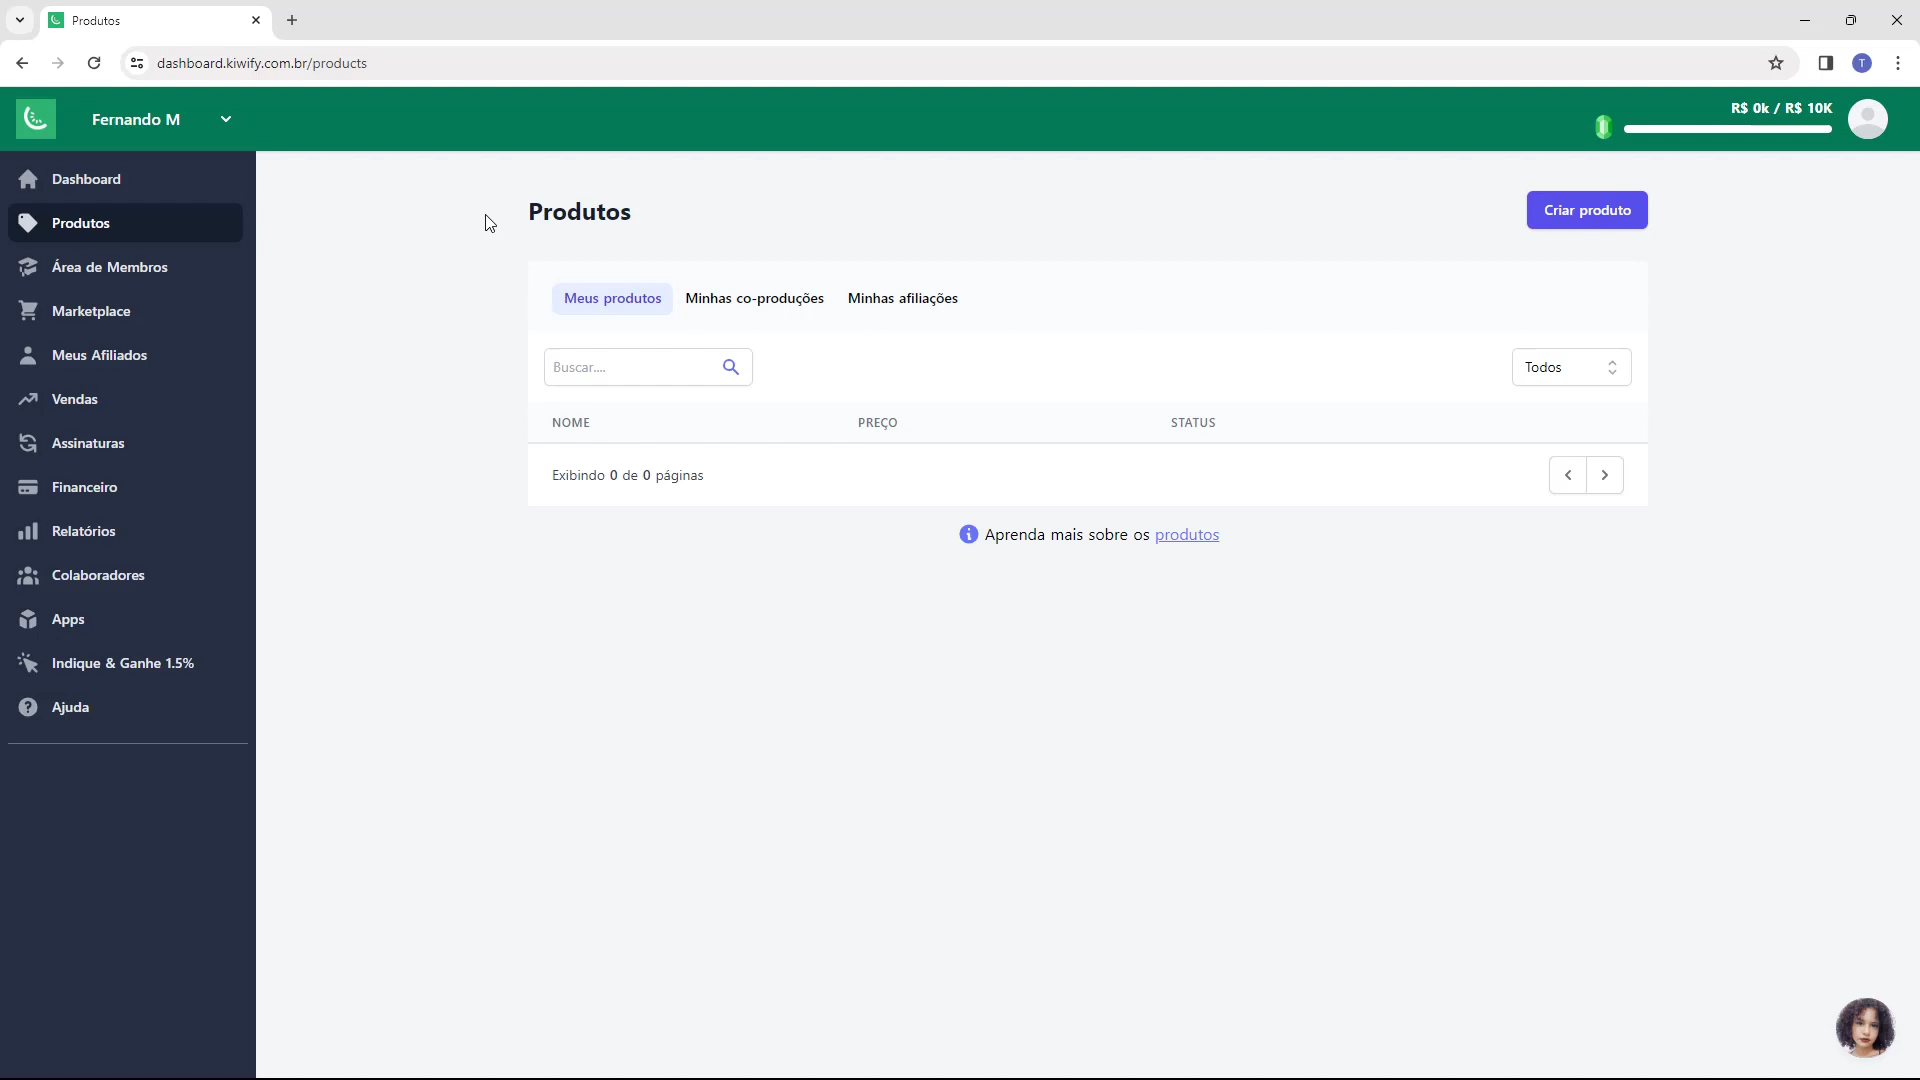 Produtos
dashboard.kiwify.com.br/products
T
Fernando M
R$ 0k / R$ 10K
Dashboard
Produtos
Área de Membros
Marketplace
Meus Afiliados
Vendas
Assinaturas
Financeiro
Relatórios
Colaboradores
Apps
Indique & Ganhe 1.5%
Ajuda
Produtos
Criar produto
Meus produtos Minhas co-produções Minhas afiliações
Buscar....
Todos
NOME PREÇO STATUS
Exibindo 0 de 0 páginas
Aprenda mais sobre os produtos